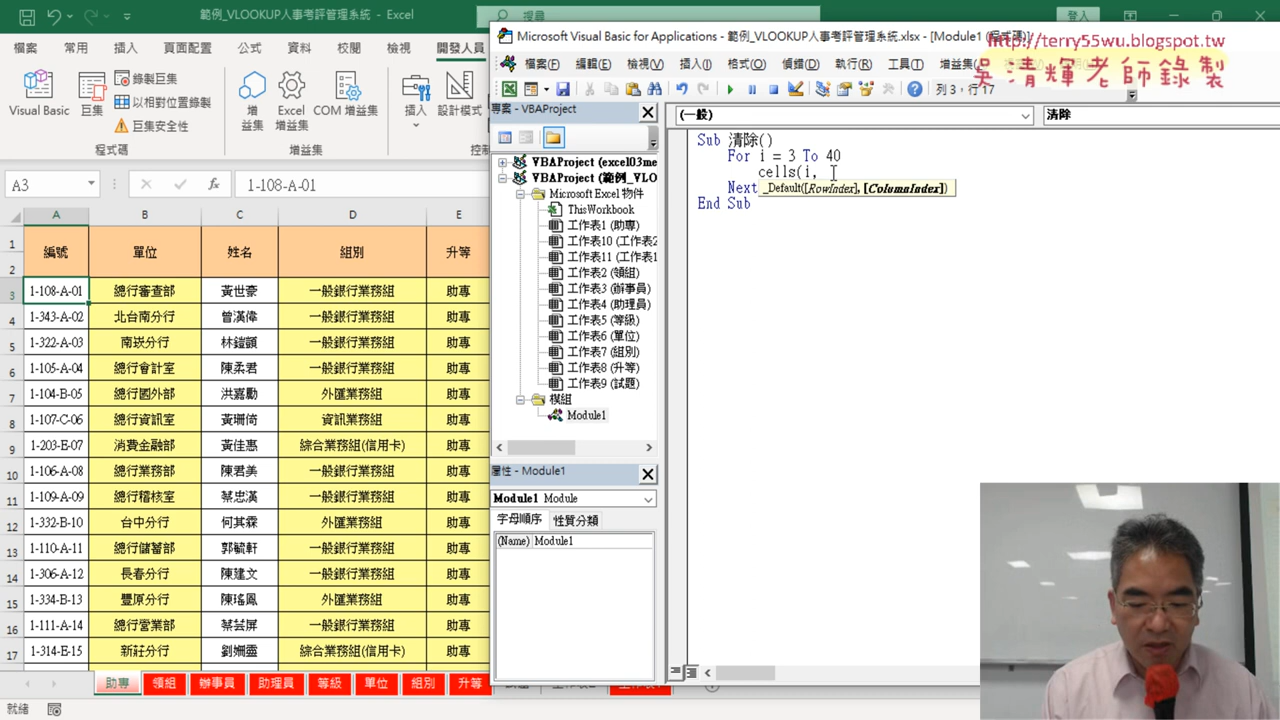 範例_VLOOKUP人事考評管理系統 - Excel
搜尋
登入
檔案 常用 插入 頁面配置 公式 資料 校閱 檢視 開發人員
Visual Basic
巨集
錄製巨集
以相對位置錄製
巨集安全性
增益集
Excel 增益集
COM 增益集
插入
設計模式
程式碼
增益集
A3
fx
1-108-A-01
A B C D E
編號 單位 姓名 組別 升等
1
2
3 1-108-A-01 總行審查部 黃世豪 一般銀行業務組 助專
4 1-343-A-02 北台南分行 曾漢偉 一般銀行業務組 助專
5 1-322-A-03 南崁分行 林鎧顗 一般銀行業務組 助專
6 1-105-A-04 總行會計室 陳柔君 一般銀行業務組 助專
7 1-104-B-05 總行國外部 洪嘉勵 外匯業務組 助專
8 1-107-C-06 總行資訊室 黃珊倚 資訊業務組 助專
9 1-203-E-07 消費金融部 黃佳惠 綜合業務組(信用卡) 助專
10 1-106-A-08 總行業務部 陳君美 一般銀行業務組 助專
11 1-109-A-09 總行稽核室 蔡忠漢 一般銀行業務組 助專
12 1-332-B-10 台中分行 何其霖 外匯業務組 助專
13 1-110-A-11 總行儲蓄部 郭毓軒 一般銀行業務組 助專
14 1-306-A-12 長春分行 陳建文 一般銀行業務組 助專
15 1-334-B-13 豐原分行 陳瑤鳳 外匯業務組 助專
16 1-111-A-14 總行營業部 蔡芸屏 一般銀行業務組 助專
17 1-314-E-15 新莊分行 劉姍靈 綜合業務組(信用卡) 助專
助專 領組 辦事員 助理員 等級 單位 組別 升等
就緒
Microsoft Visual Basic for Applications - 範例_VLOOKUP人事考評管理系統.xlsx - [Module1 (程式碼)]
http://terry55wu.blogspot.tw
吳清輝老師錄製
檔案(F) 編輯(E) 檢視(V) 插入(I) 格式(O) 偵錯(D) 執行(R) 工具(T)
列 3，行 17
專案 - VBAProject
VBAProject (excel03me
VBAProject (範例_VLO
Microsoft Excel 物件
ThisWorkbook
工作表1 (助專)
工作表10 (工作表2
工作表11 (工作表1
工作表2 (領組)
工作表3 (辦事員)
工作表4 (助理員)
工作表5 (等級)
工作表6 (單位)
工作表7 (組別)
工作表8 (升等)
工作表9 (試題)
模組
Module1
屬性 - Module1
Module1 Module
字母順序 性質分類
(Name) Module1
(一般)
清除
Sub 清除()
For i = 3 To 40
cells(i,
Next
_Default([RowIndex], [ColumnIndex])
End Sub